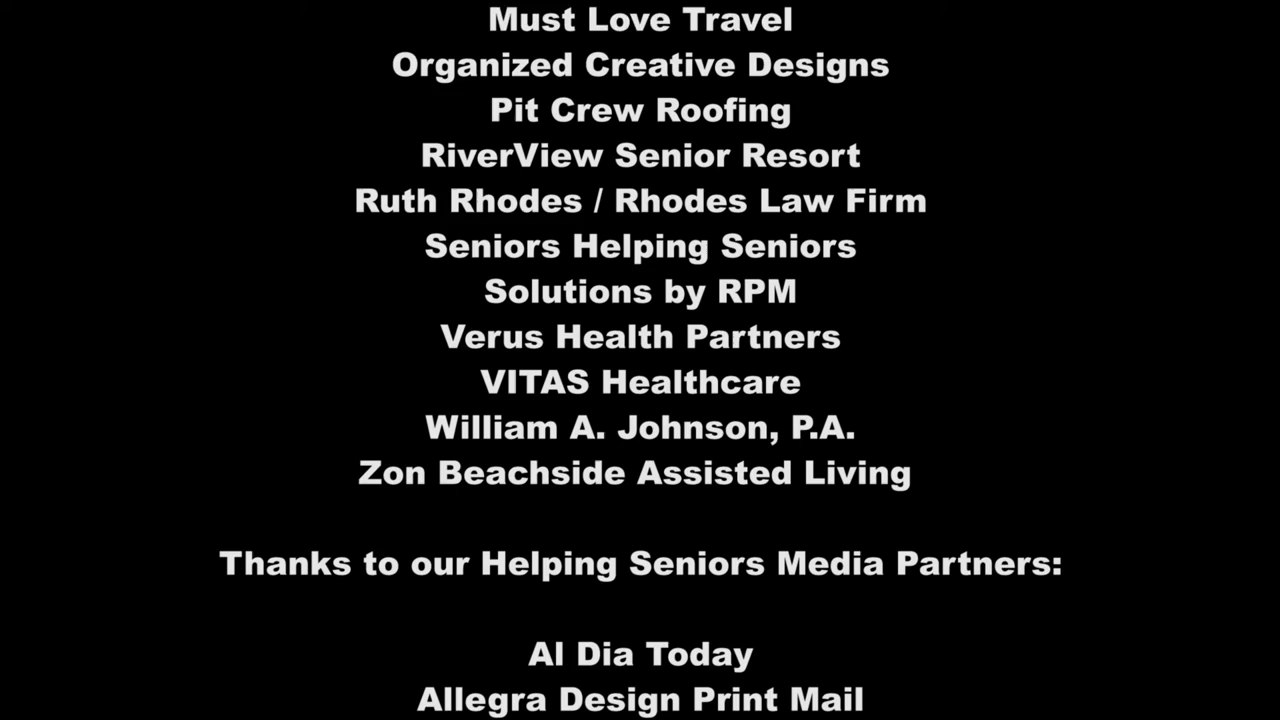 Must Love Travel
Organized Creative Designs
Pit Crew Roofing
RiverView Senior Resort
Ruth Rhodes / Rhodes Law Firm
Seniors Helping Seniors
Solutions by RPM
Verus Health Partners
VITAS Healthcare
William A. Johnson, P.A.
Zon Beachside Assisted Living
Thanks to our Helping Seniors Media Partners:
Al Dia Today
Allegra Design Print Mail